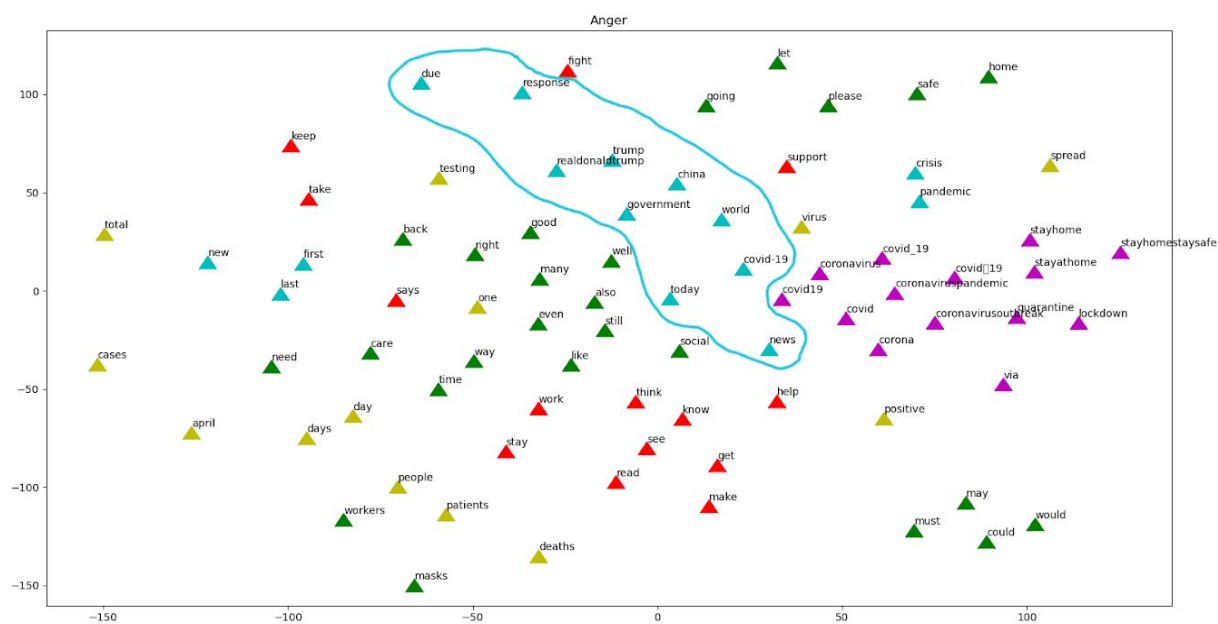 Anger
let
fight
home
due
response
safe
going
please
100
keep
trump
realdonaldtrump
support
testing
spread
china
crisis
take
50
pandemic
government
world
total
virus
good
back
stayhome
right
well
covid_19
stayhomestaysafe
new
first
many
covid-19
coronavirus
covid▯19
stayathome
last
0
says
one
also
today
covid19
coronaviruspandemic
even
still
covid
coronavirusoutbreak
quarantine
lockdown
cases
need
care
way
like
social
news
corona
time
via
-50
day
work
think
help
april
days
know
positive
stay
see
get
people
read
-100
workers
patients
make
may
must
could
would
deaths
masks
-150
-150 -100 -50 0 50 100